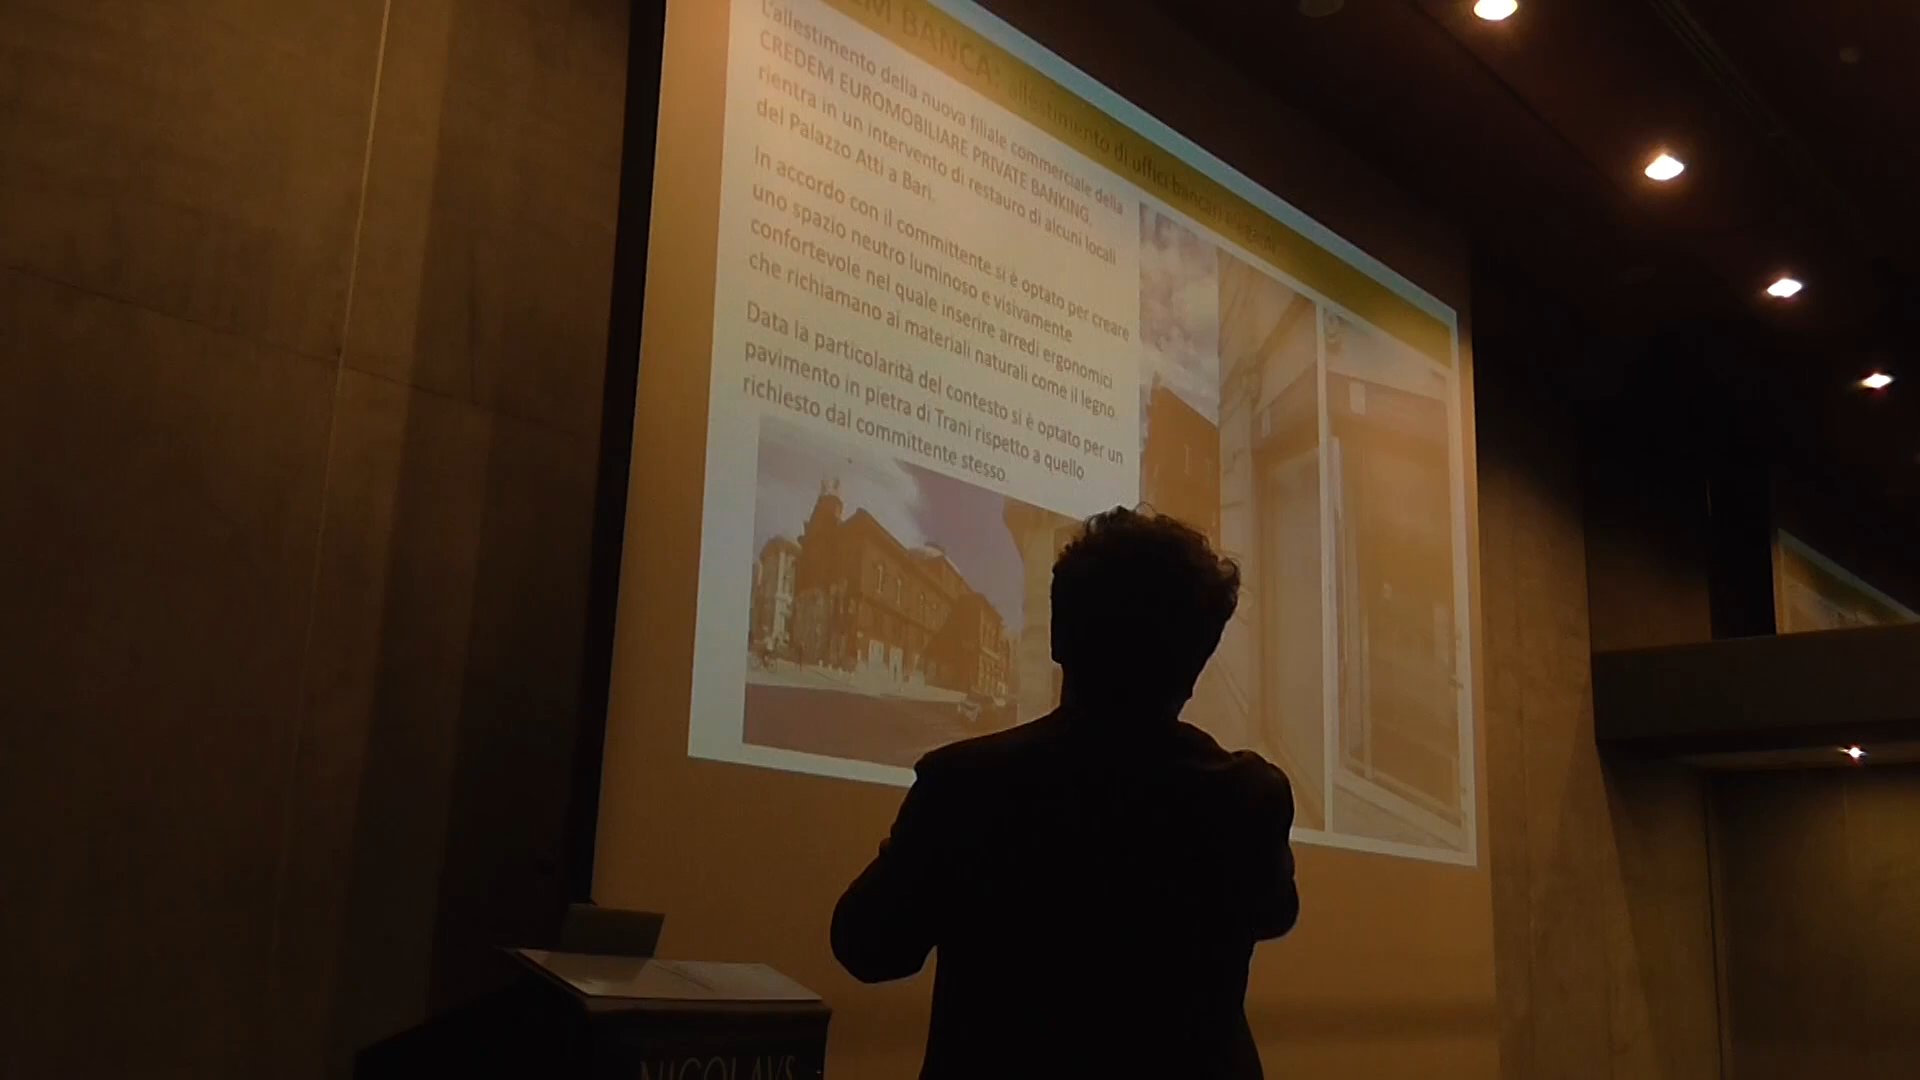 EM BANCA: allestimento di uffici bancari
L'allestimento della nuova filiale commerciale della
CREDEM EUROMOBILIARE PRIVATE BANKING,
rientra in un intervento di restauro di alcuni locali
del Palazzo Atti a Bari.
In accordo con il committente si è optato per creare
uno spazio neutro luminoso e visivamente
confortevole nel quale inserire arredi ergonomici
che richiamano ai materiali naturali come il legno.
Data la particolarità del contesto si è optato per un
pavimento in pietra di Trani rispetto a quello
richiesto dal committente stesso.
NICOLAVS